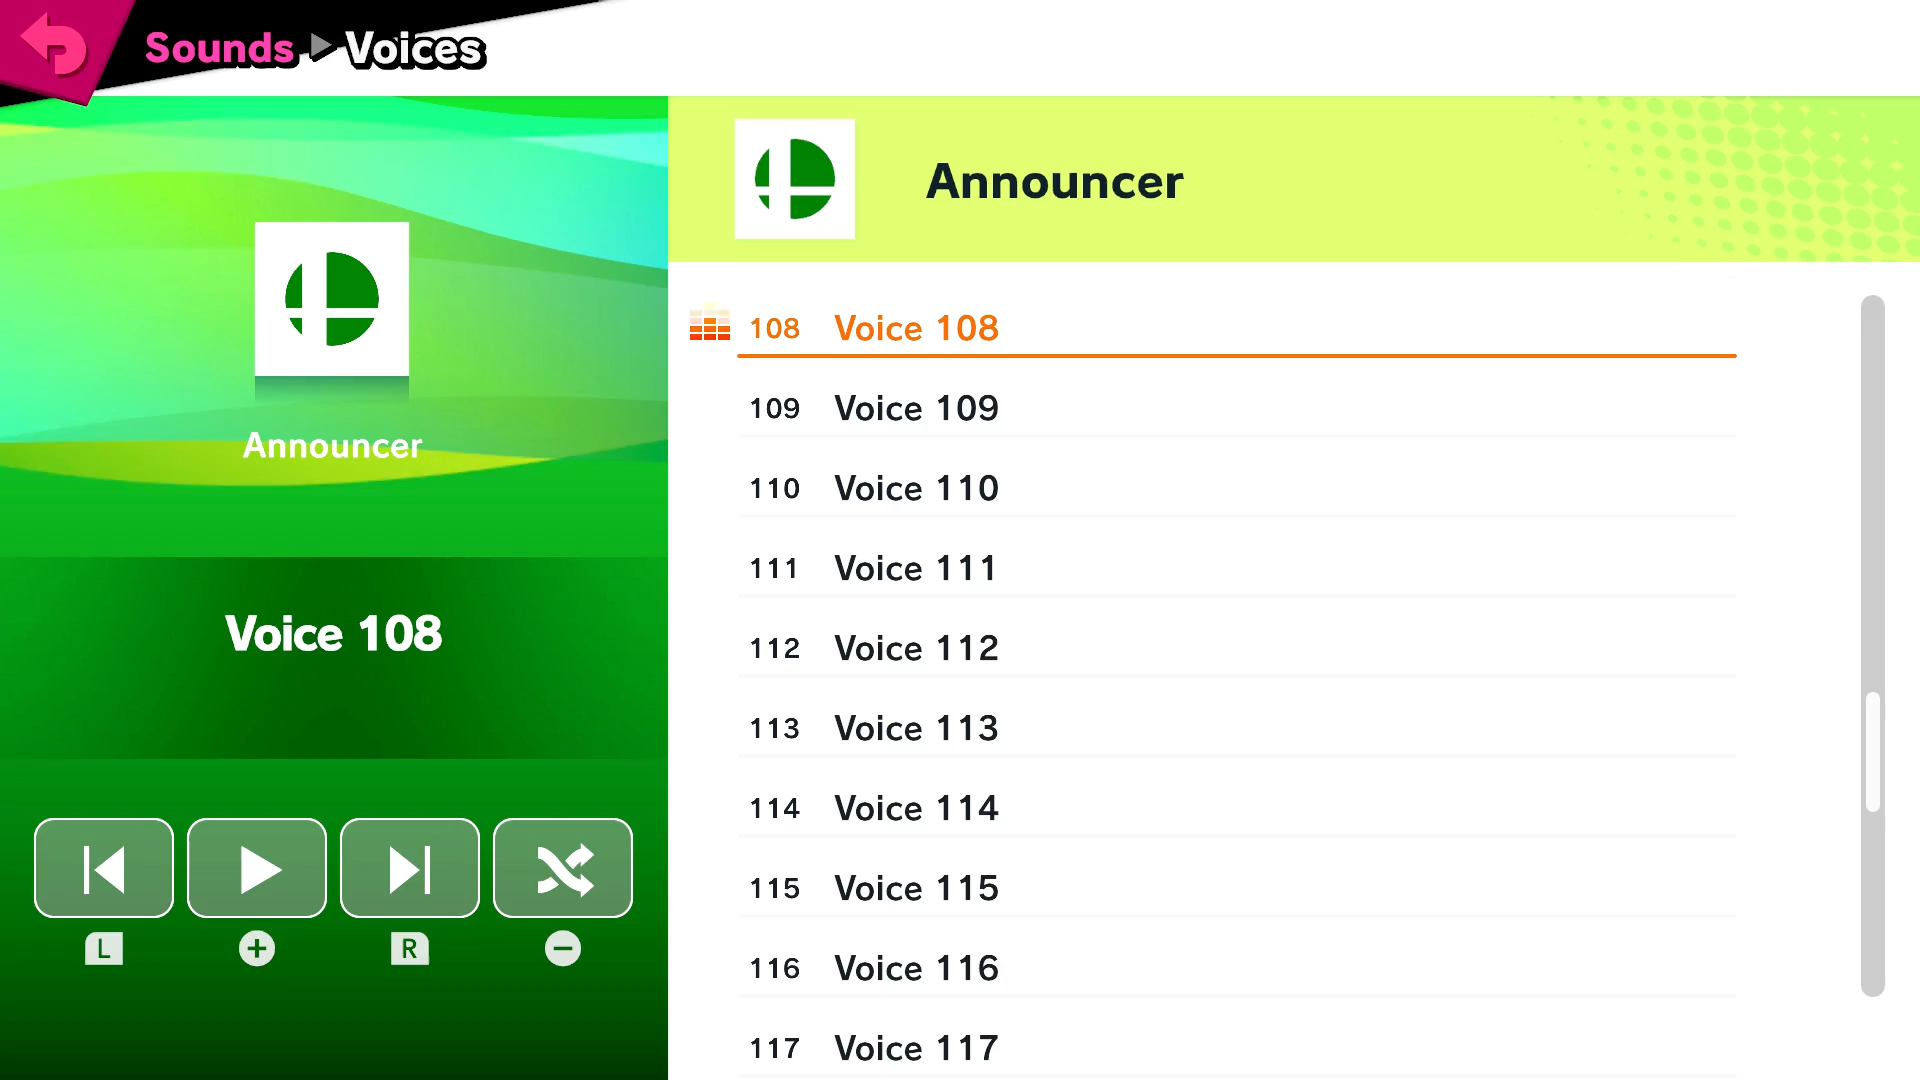 Sounds ▶ Voices
Announcer
Voice 108
L + R −
Announcer
108 Voice 108
109 Voice 109
110 Voice 110
111 Voice 111
112 Voice 112
113 Voice 113
114 Voice 114
115 Voice 115
116 Voice 116
117 Voice 117